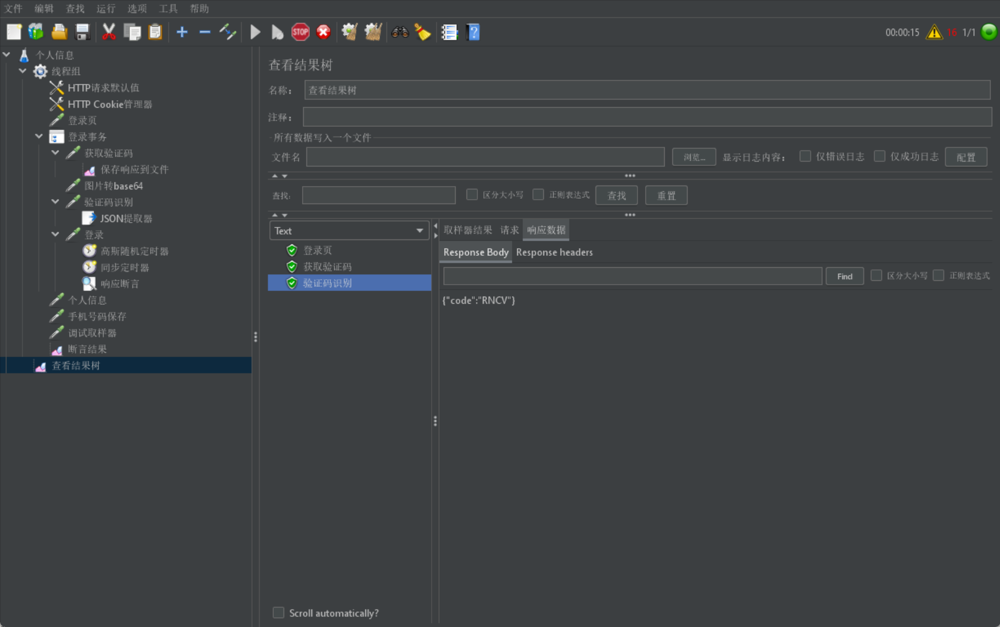 文件 编辑 查找 运行 选项 工具 帮助
STOP
00:00:15 16 1/1
个人信息
线程组
HTTP请求默认值
HTTP Cookie管理器
登录页
登录事务
获取验证码
保存响应到文件
图片转base64
验证码识别
JSON提取器
登录
高斯随机定时器
同步定时器
响应断言
个人信息
手机号码保存
调试取样器
断言结果
查看结果树
查看结果树
名称： 查看结果树
注释：
所有数据写入一个文件
文件名 浏览... 显示日志内容： 仅错误日志 仅成功日志 配置
查找: 区分大小写 正则表达式 查找 重置
Text
登录页
获取验证码
验证码识别
Scroll automatically?
取样器结果 请求 响应数据
Response Body Response headers
Find 区分大小写 正则表达式
{"code":"RNCV"}